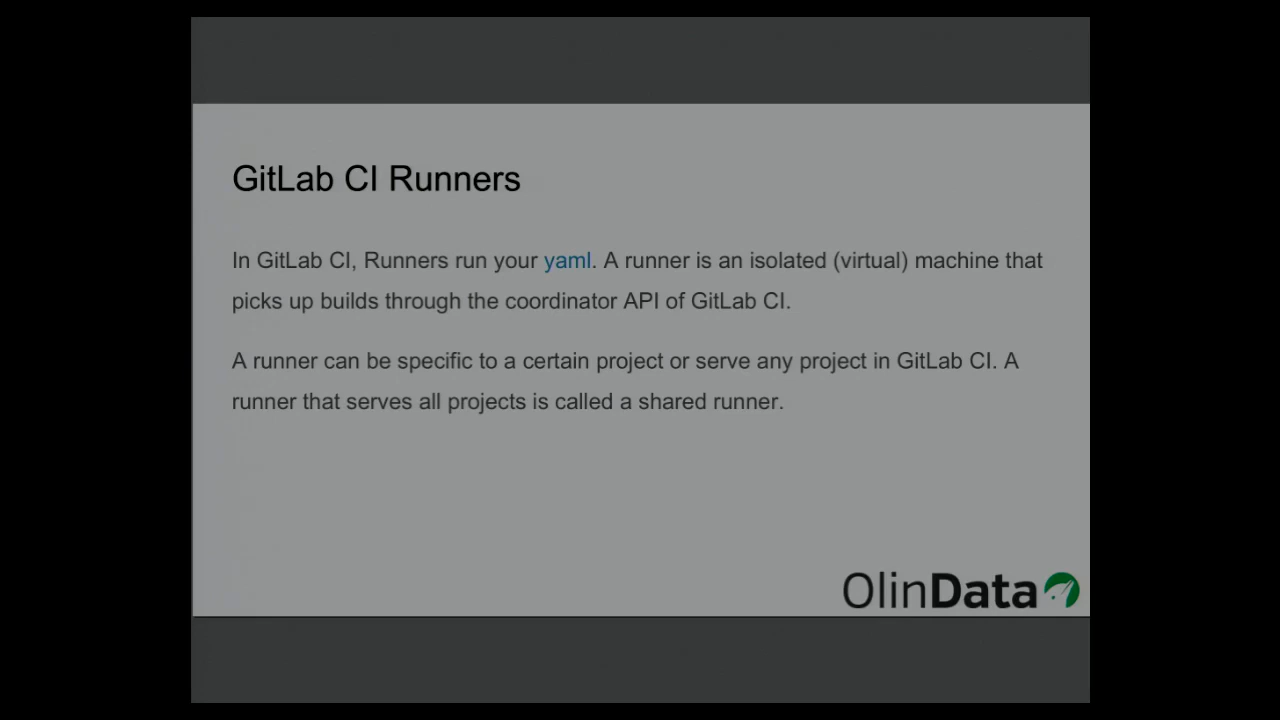 GitLab CI Runners
In GitLab CI, Runners run your yaml. A runner is an isolated (virtual) machine that
picks up builds through the coordinator API of GitLab CI.
A runner can be specific to a certain project or serve any project in GitLab CI. A
runner that serves all projects is called a shared runner.
OlinData